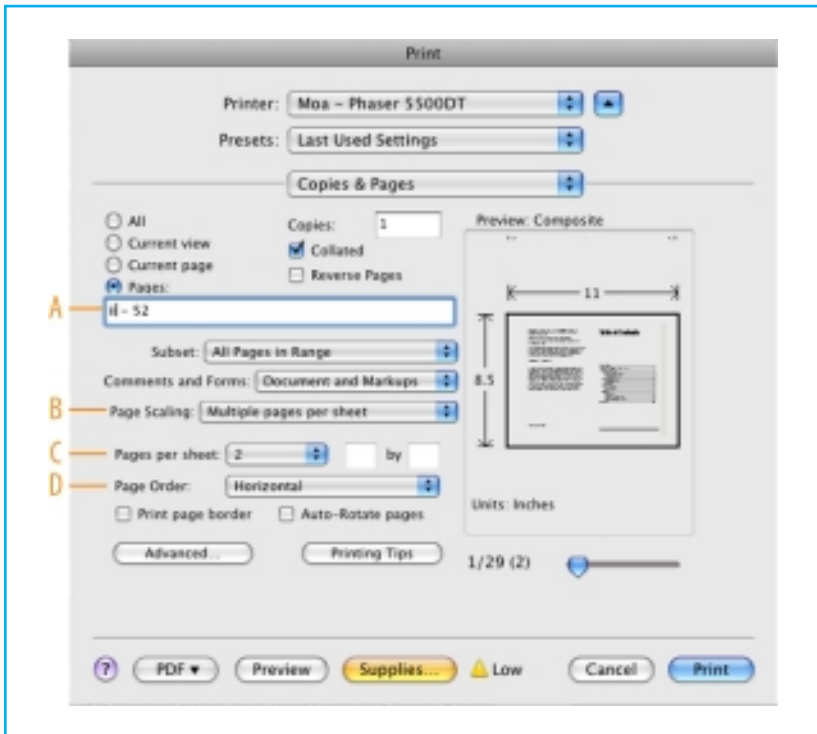 Print
Printer: Moa – Phaser 5500DT
Presets: Last Used Settings
Copies & Pages
All
Current view
Current page
Pages:
Copies: 1
Collated
Reverse Pages
A
- 52
Subset: All Pages in Range
Comments and Forms: Document and Markups
B Page Scaling: Multiple pages per sheet
C Pages per sheet: 2 by
D Page Order: Horizontal
Print page border Auto-Rotate pages
Advanced... Printing Tips
Preview: Composite
11
8.5
Table of Contents
Units: Inches
1/29 (2)
? PDF Preview Supplies... Low Cancel Print